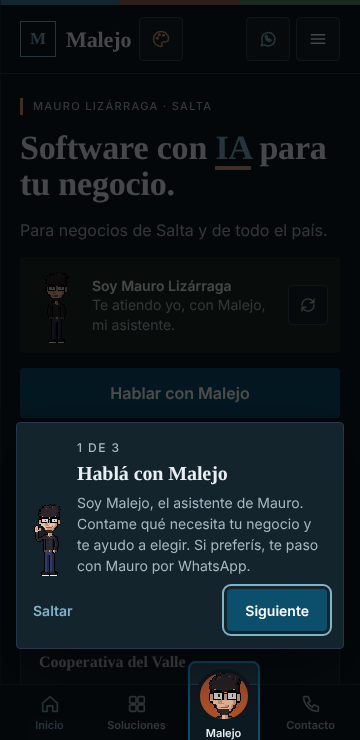 M Malejo
MAURO LIZÁRRAGA · SALTA
Software con IA para
tu negocio.
Para negocios de Salta y de todo el país.
Soy Mauro Lizárraga
Te atiendo yo, con Malejo,
mi asistente.
Hablar con Malejo
1 DE 3
Hablá con Malejo
Soy Malejo, el asistente de Mauro.
Contame qué necesita tu negocio y
te ayudo a elegir. Si preferís, te paso
con Mauro por WhatsApp.
Saltar
Siguiente
Cooperativa del Valle
Inicio
Soluciones
Malejo
Contacto